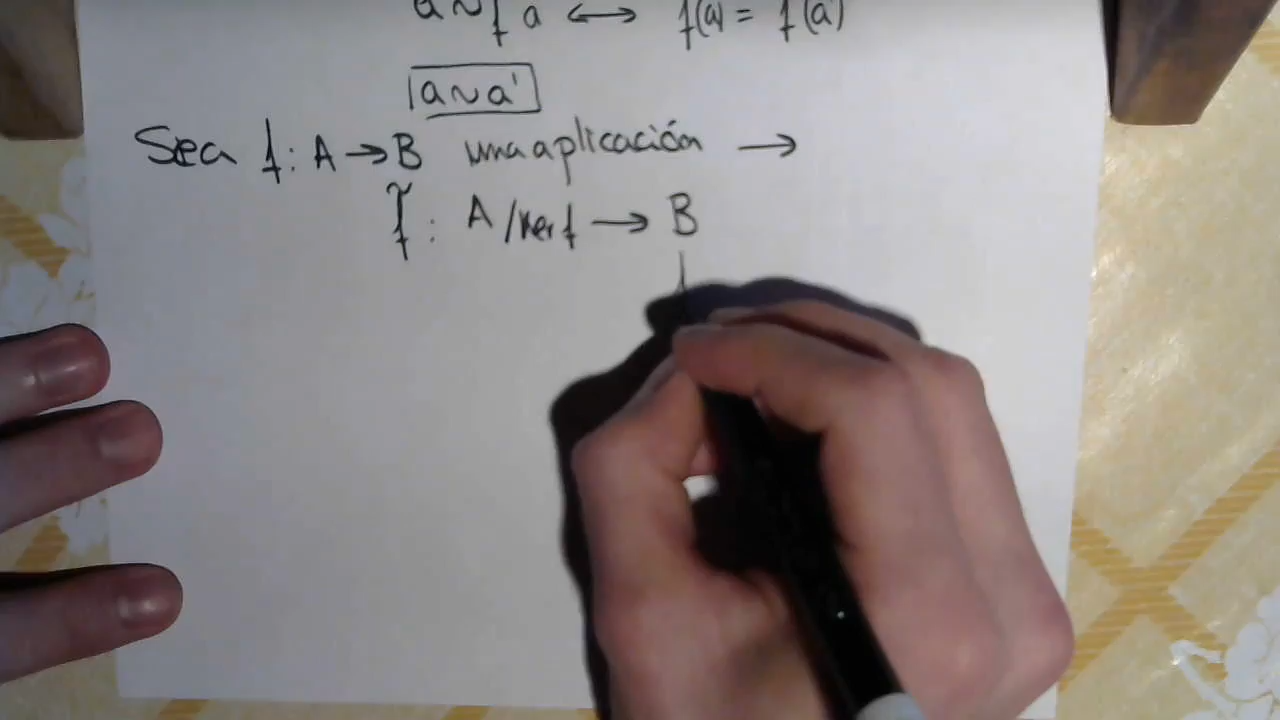 a ~f a ⟷ f(a) = f(a')
a ~ a'
Sea f: A → B una aplicación →
f̃ : A/ker f → B